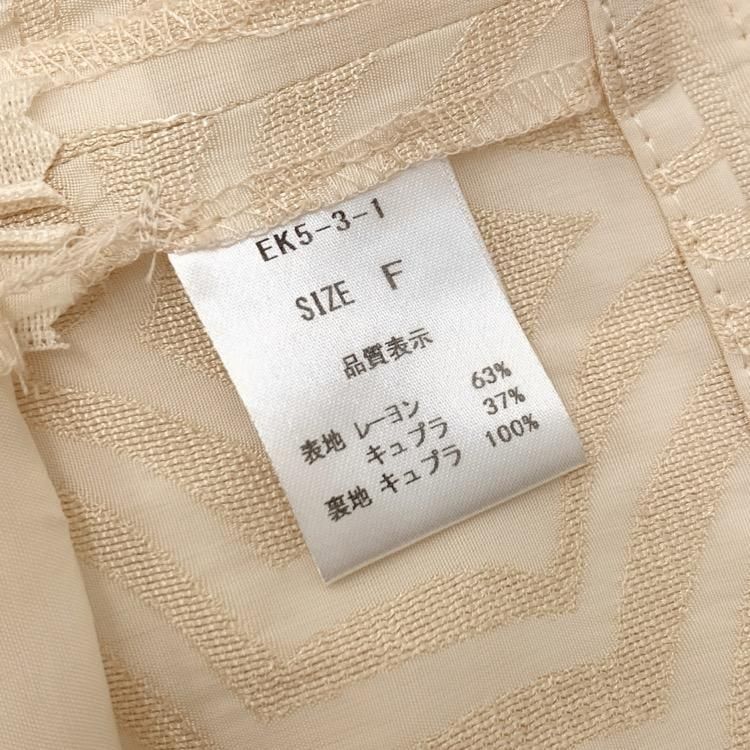 EK5-3-1
SIZE F
品質表示
表地 レーヨン 63%
キュプラ 37%
裏地 キュプラ 100%